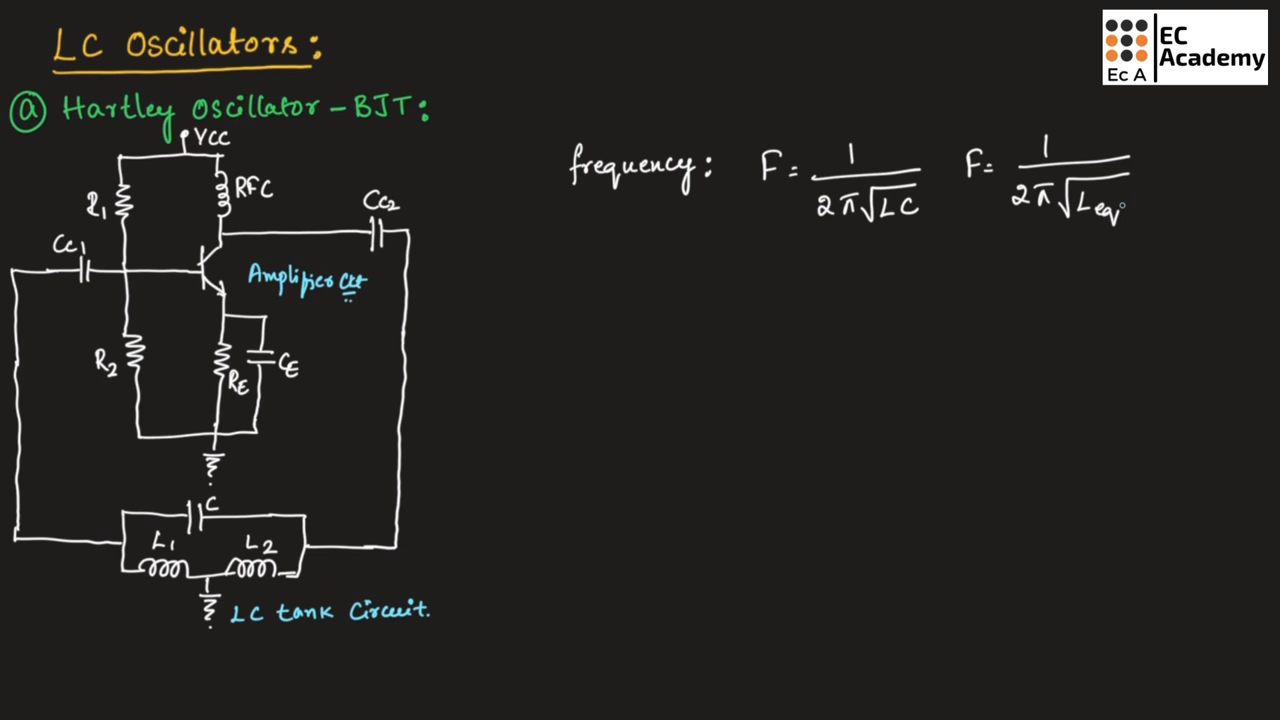 LC Oscillators:
EC
Academy
Ec A
ⓐ Hartley Oscillator - BJT:
VCC
frequency: F = 1 / 2π√LC F = 1 / 2π√Leq
R1
RFC
CC2
CC1
Amplifier Ckt
R2
RE
CE
C
L1
L2
LC tank Circuit.